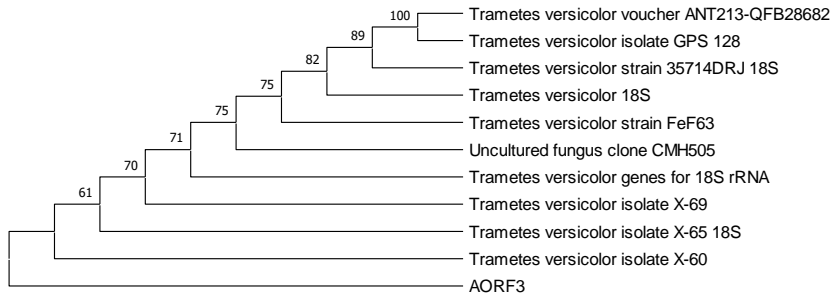 100
Trametes versicolor voucher ANT213-QFB28682
89
Trametes versicolor isolate GPS 128
82
Trametes versicolor strain 35714DRJ 18S
75
Trametes versicolor 18S
75
Trametes versicolor strain FeF63
71
Uncultured fungus clone CMH505
70
Trametes versicolor genes for 18S rRNA
61
Trametes versicolor isolate X-69
Trametes versicolor isolate X-65 18S
Trametes versicolor isolate X-60
AORF3